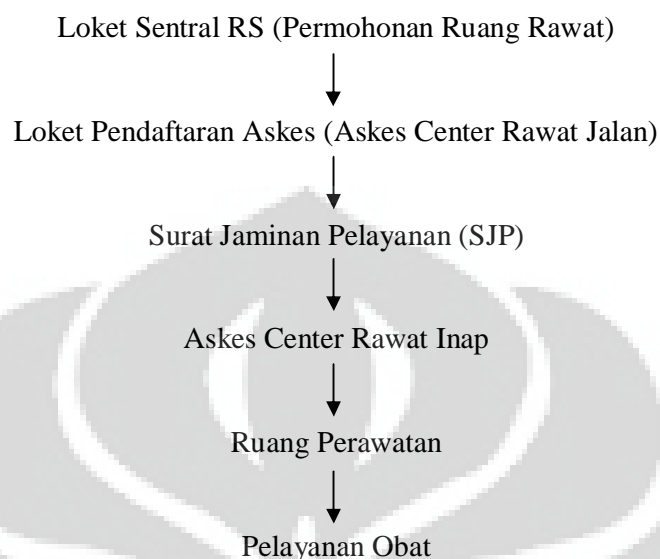 Loket Sentral RS (Permohonan Ruang Rawat)
Loket Pendaftaran Askes (Askes Center Rawat Jalan)
Surat Jaminan Pelayanan (SJP)
Askes Center Rawat Inap
Ruang Perawatan
Pelayanan Obat